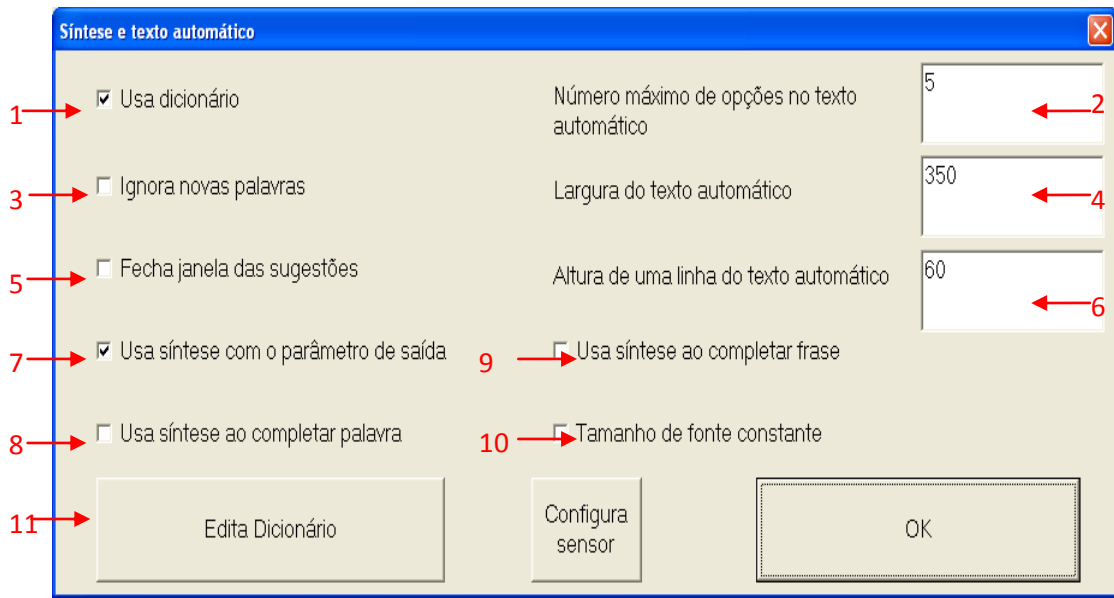 Síntese e texto automático
1 Usa dicionário
Número máximo de opções no texto
automático
5
2
3 Ignora novas palavras
Largura do texto automático
350
4
5 Fecha janela das sugestões
Altura de uma linha do texto automático
60
6
7 Usa síntese com o parâmetro de saída
9 Usa síntese ao completar frase
8 Usa síntese ao completar palavra
10 Tamanho de fonte constante
11 Edita Dicionário
Configura
sensor
OK